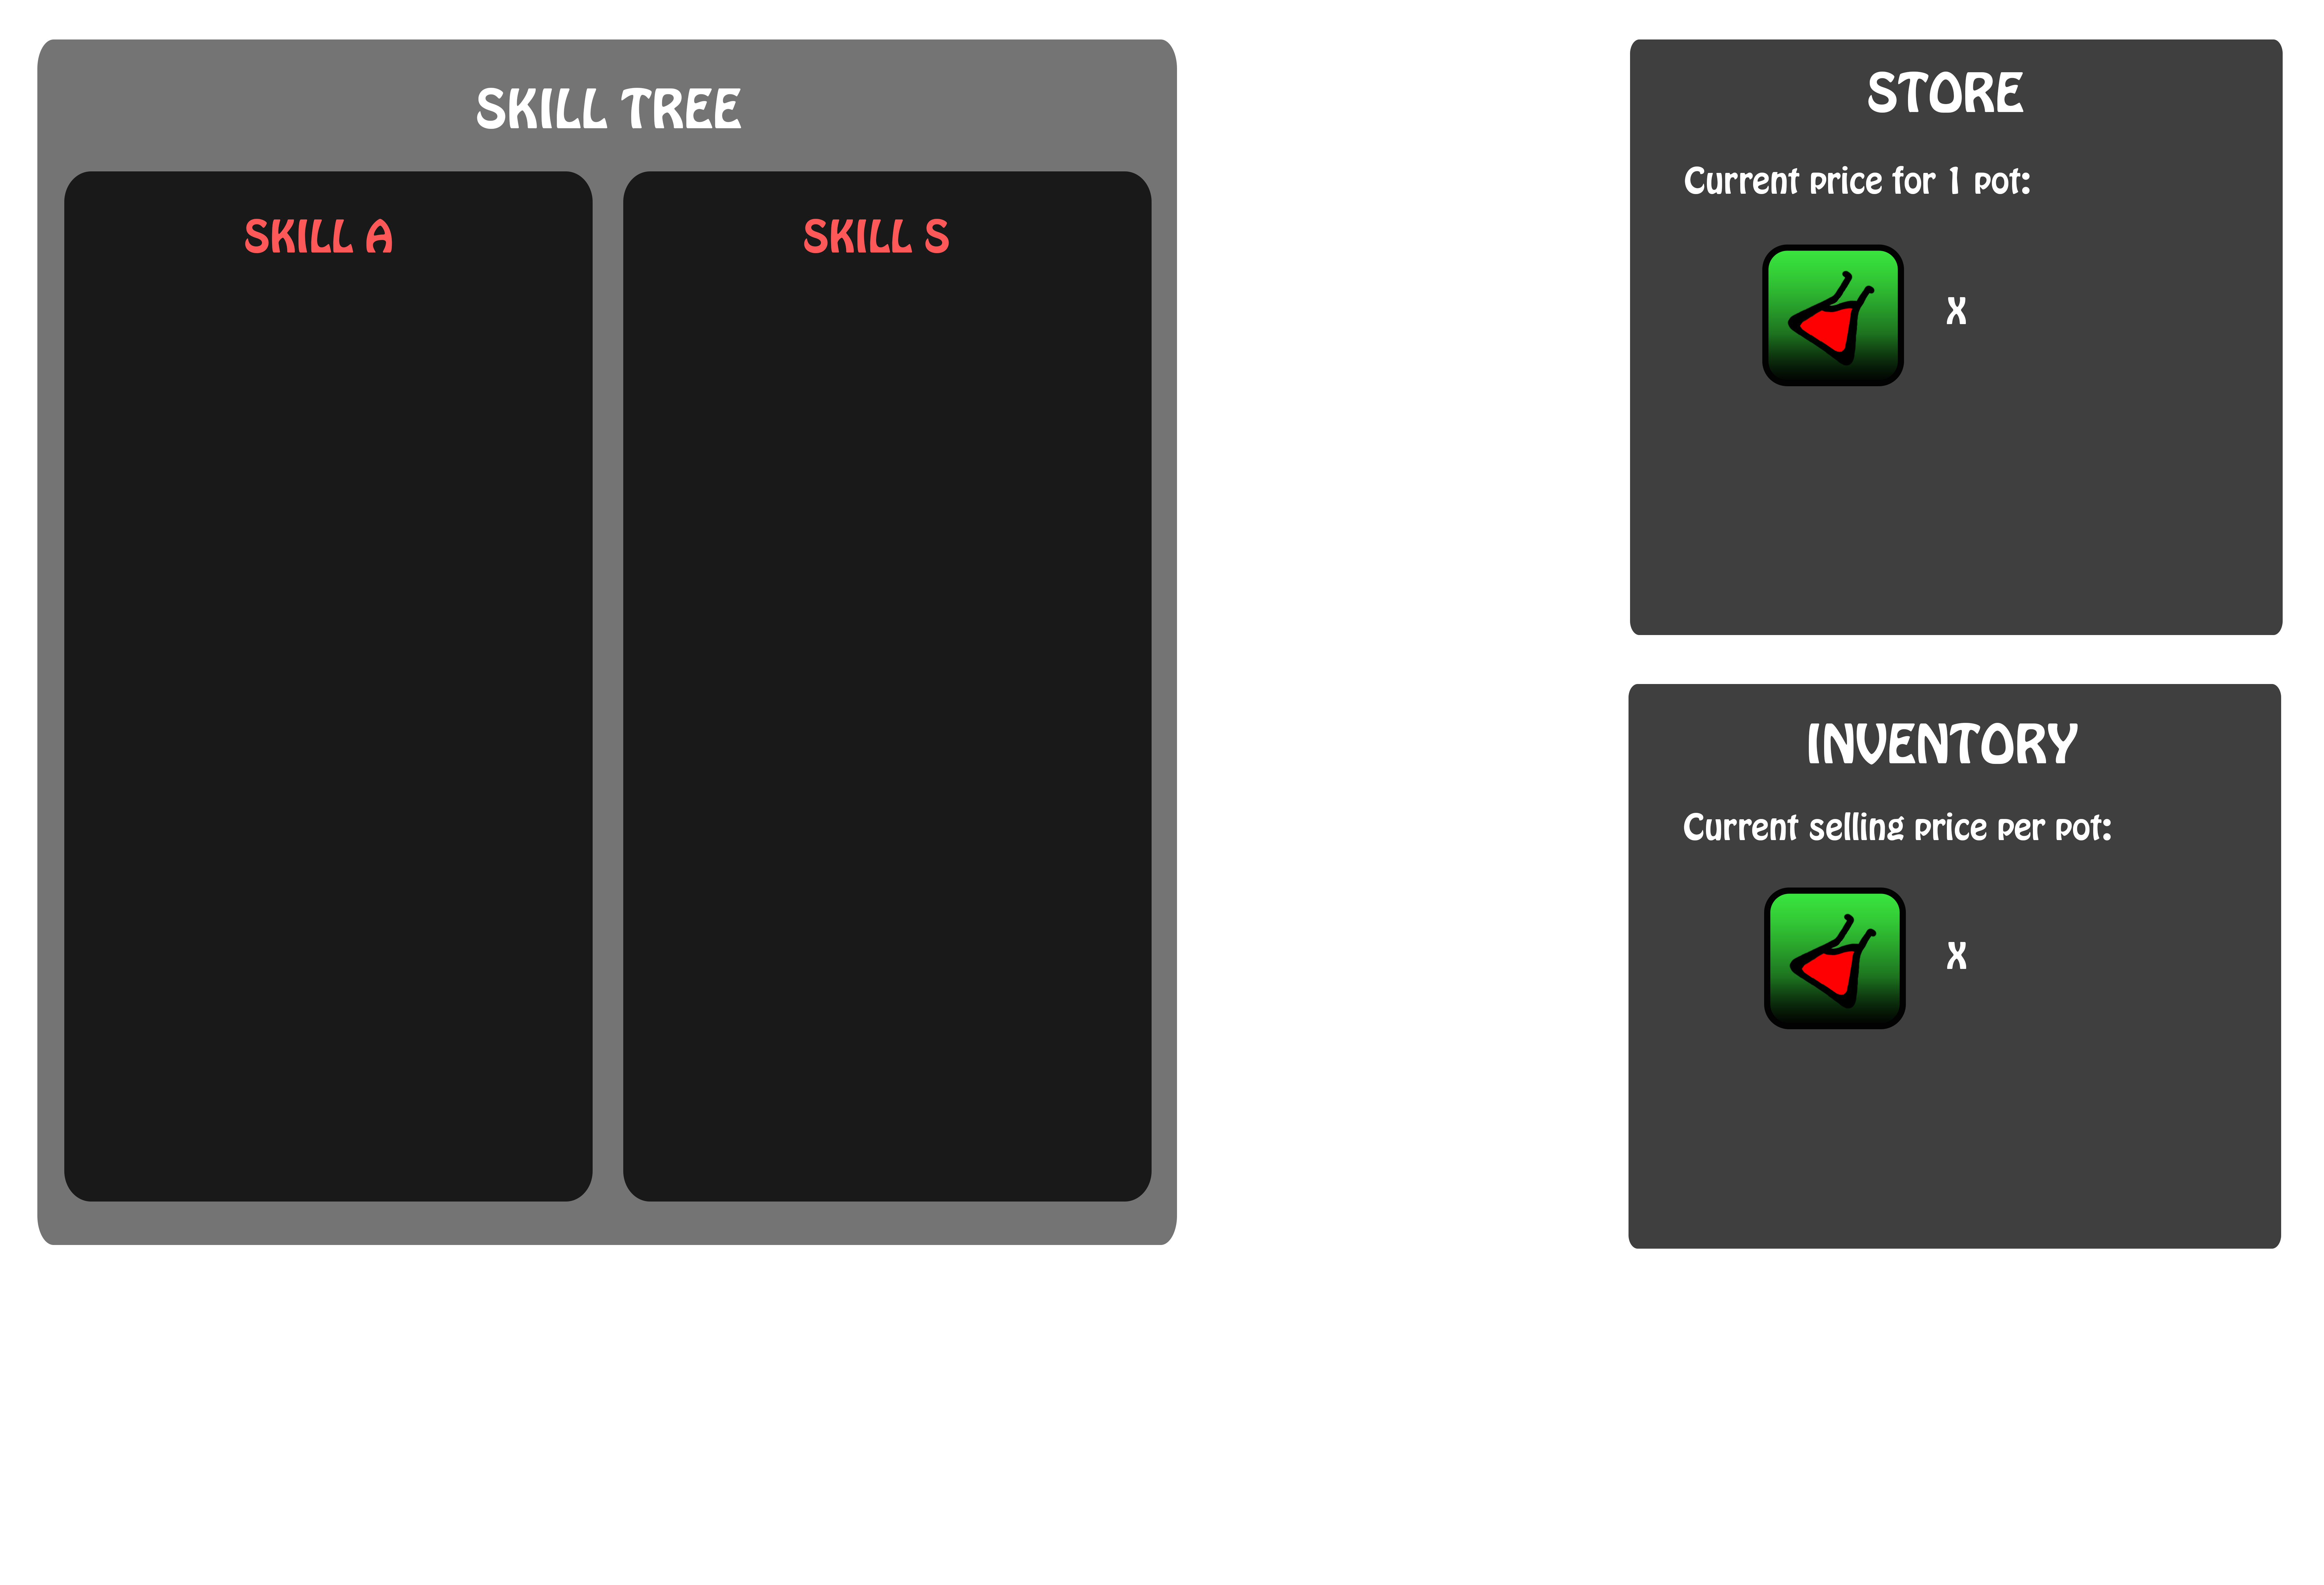 SKILL TREE
SKILL A
SKILL S
STORE
Current price for 1 pot:
X
INVENTORY
Current selling price per pot:
X